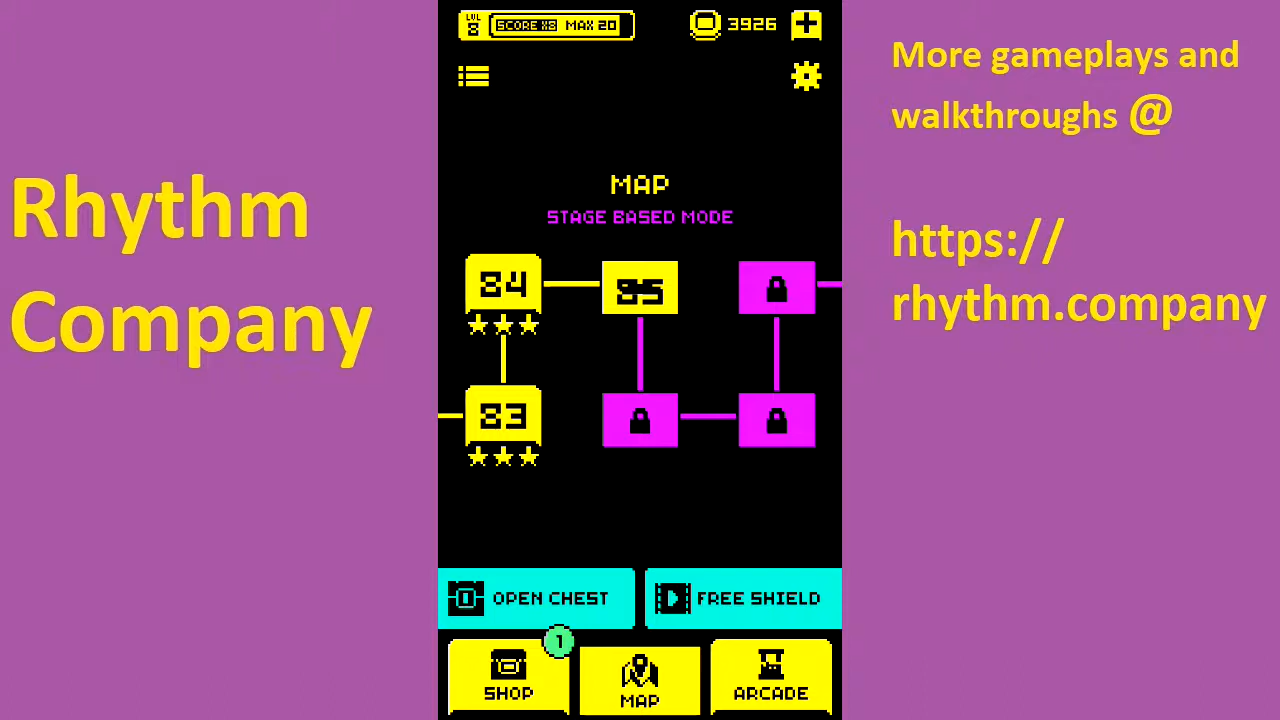 Rhythm
Company
LVL
8
SCORE X8 MAX 20
3926
MAP
STAGE BASED MODE
84
85
83
OPEN CHEST
FREE SHIELD
1
SHOP
MAP
ARCADE
More gameplays and
walkthroughs @
https://
rhythm.company